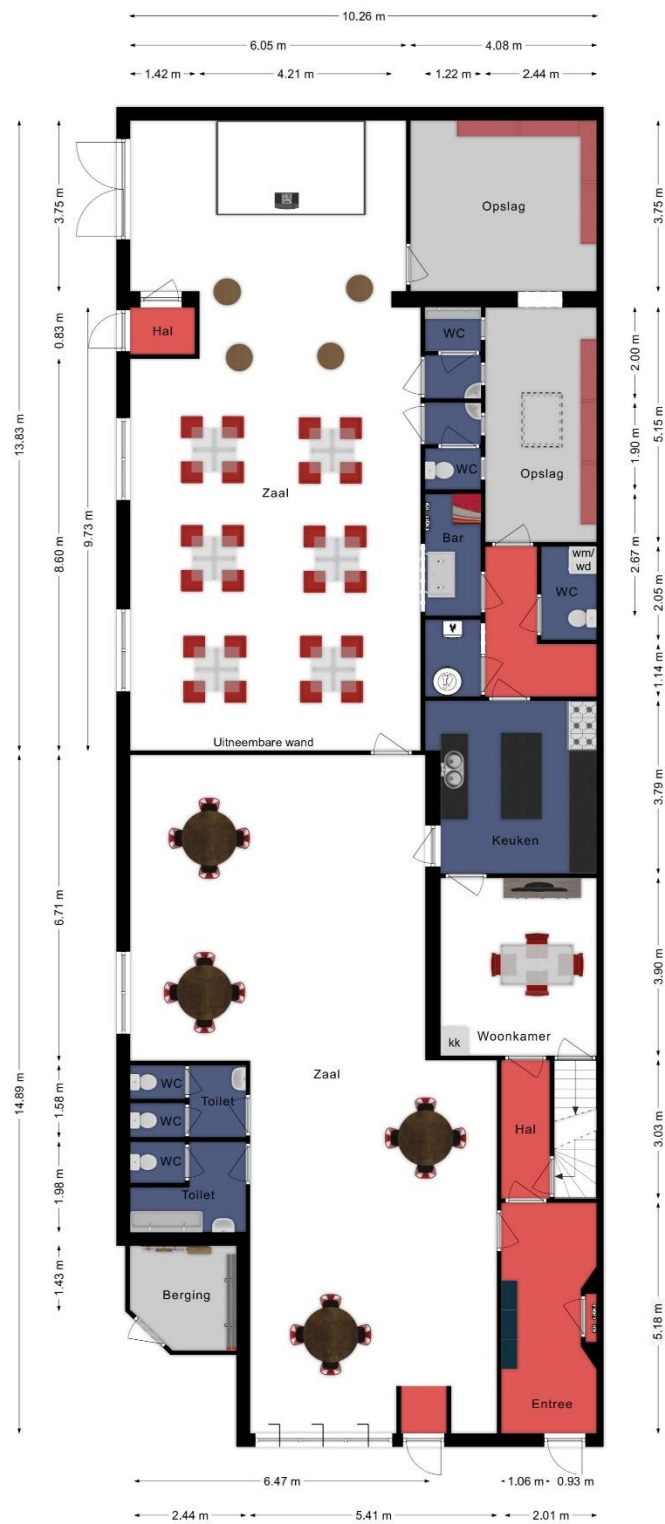 10.26 m
6.05 m
4.08 m
1.42 m
4.21 m
1.22 m
2.44 m
3.75 m
Opslag
3.75 m
0.83 m
Hal
WC
2.00 m
13.83 m
9.73 m
8.60 m
Zaal
WC
Opslag
5.15 m
1.90 m
Bar
wm/
wd
WC
2.67 m
2.05 m
1.14 m
Uitneembare wand
Keuken
3.79 m
6.71 m
14.89 m
Woonkamer
kk
3.90 m
Zaal
WC
Toilet
WC
1.58 m
WC
Toilet
1.98 m
Hal
3.03 m
Berging
1.43 m
Entree
5.18 m
6.47 m
1.06 m
0.93 m
2.44 m
5.41 m
2.01 m